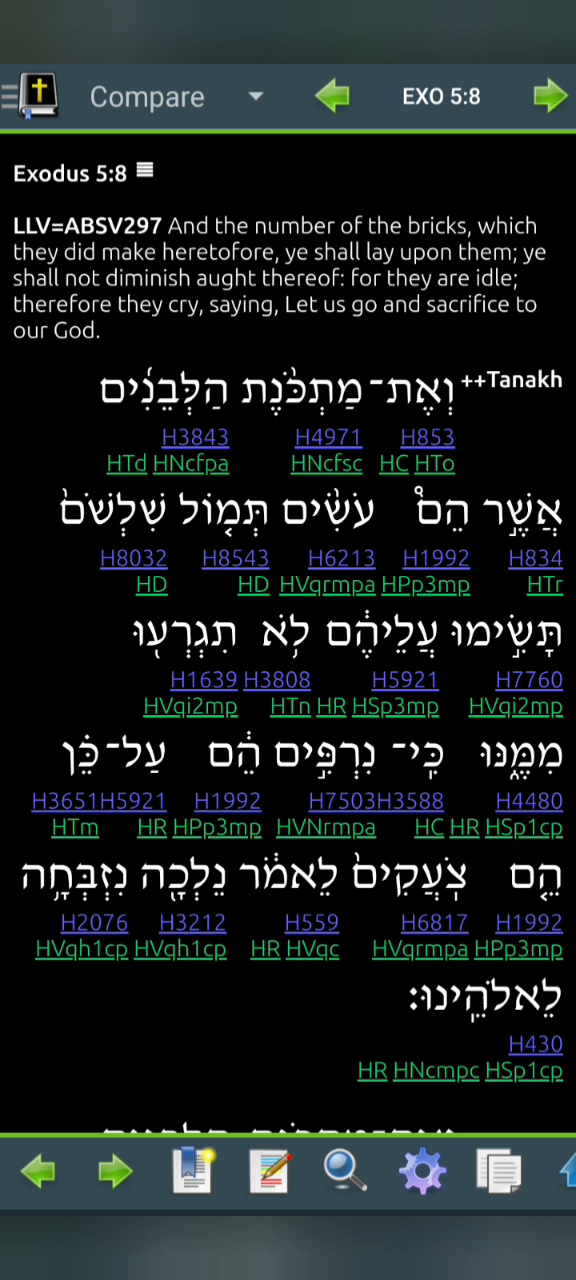 Compare
EXO 5:8
Exodus 5:8
LLV=ABSV297 And the number of the bricks, which
they did make heretofore, ye shall lay upon them; ye
shall not diminish aught thereof: for they are idle;
therefore they cry, saying, Let us go and sacrifice to
our God.
++Tanakh וְאֶת־מַתְכֹּ֨נֶת הַלְּבֵנִ֜ים
H853 H4971 H3843
HC HTo HNcfsc HTd HNcfpa
אֲשֶׁ֣ר הֵם֩ עֹשִׂ֨ים תְּמ֤וֹל שִׁלְשֹׁם֙
H834 H1992 H6213 H8543 H8032
HTr HPp3mp HVqrmpa HD HD
תָּשִׂ֣ימוּ עֲלֵיהֶ֔ם לֹ֥א תִגְרְע֖וּ
H7760 H5921 H3808 H1639
HVqi2mp HR HSp3mp HTn HVqi2mp
מִמֶּ֑נּוּ כִּֽי־ נִרְפִּ֣ים הֵ֔ם עַל־כֵּ֗ן
H4480 H3588 H7503 H1992 H5921 H3651
HR HSp1cp HC HVNrmpa HPp3mp HR HTm
הֵ֤ם צֹֽעֲקִים֙ לֵאמֹ֔ר נֵלְכָ֖ה נִזְבְּחָ֥ה
H1992 H6817 H559 H3212 H2076
HPp3mp HVqrmpa HR HVqc HVqh1cp HVqh1cp
לֵאלֹהֵֽינוּ׃
H430
HR HNcmpc HSp1cp